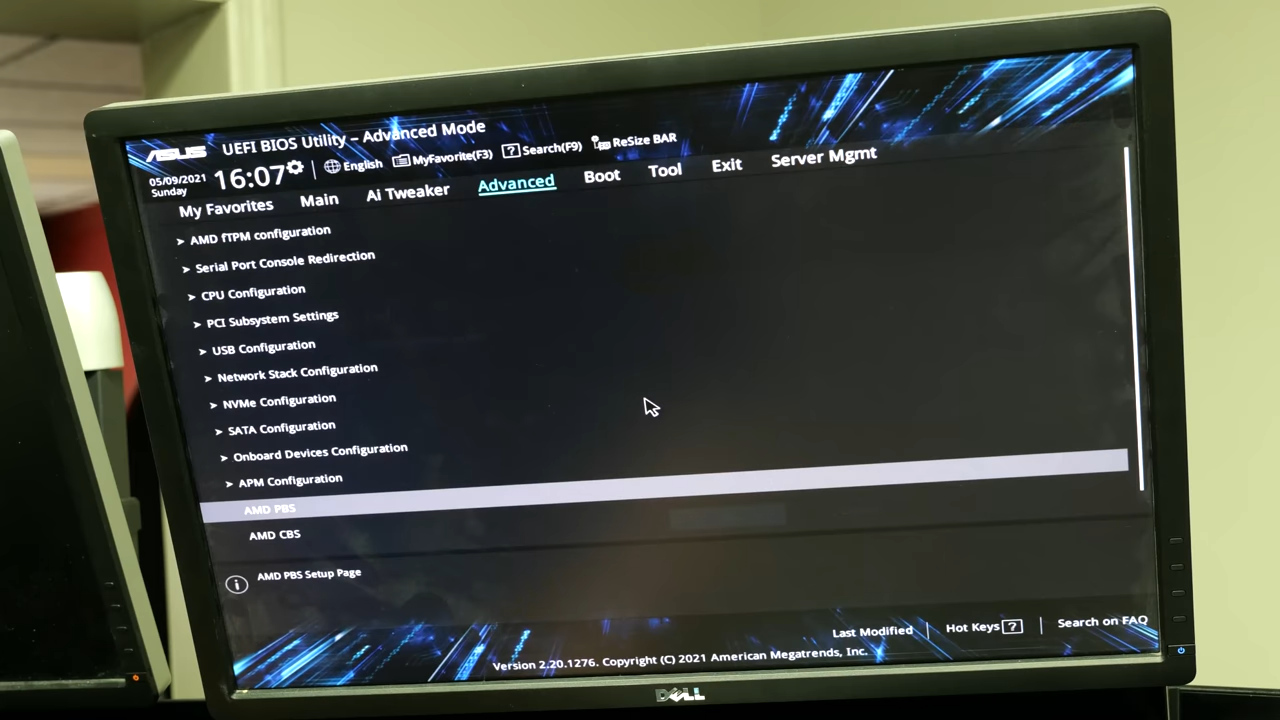 ASUS UEFI BIOS Utility – Advanced Mode
05/09/2021
Sunday
16:07
English
MyFavorite(F3)
? Search(F9)
ReSize BAR
My Favorites Main Ai Tweaker Advanced Boot Tool Exit Server Mgmt
> AMD fTPM configuration
> Serial Port Console Redirection
> CPU Configuration
> PCI Subsystem Settings
> USB Configuration
> Network Stack Configuration
> NVMe Configuration
> SATA Configuration
> Onboard Devices Configuration
> APM Configuration
AMD PBS
AMD CBS
i AMD PBS Setup Page
Last Modified | Hot Keys ? | Search on FAQ
Version 2.20.1276. Copyright (C) 2021 American Megatrends, Inc.
DELL